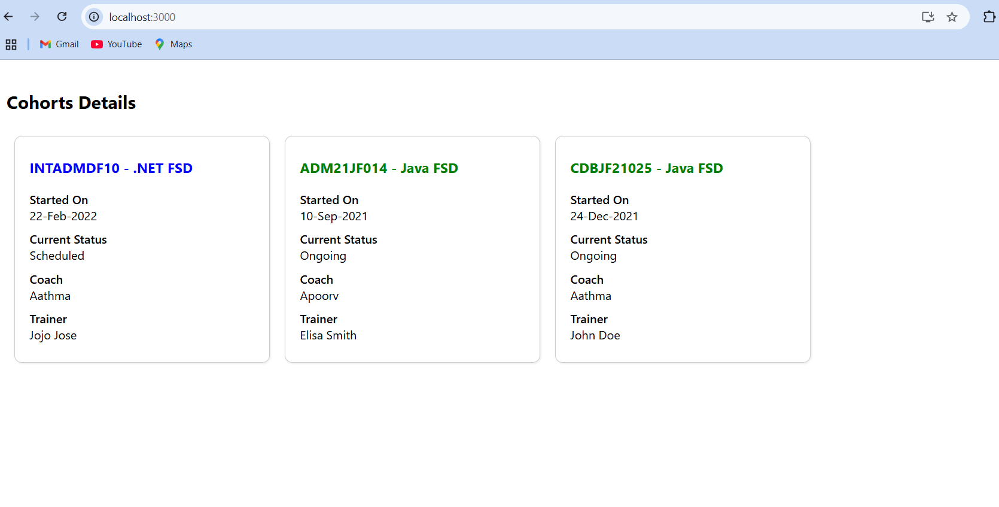 localhost:3000
Gmail YouTube Maps
Cohorts Details
INTADMDF10 - .NET FSD
Started On
22-Feb-2022
Current Status
Scheduled
Coach
Aathma
Trainer
Jojo Jose
ADM21JF014 - Java FSD
Started On
10-Sep-2021
Current Status
Ongoing
Coach
Apoorv
Trainer
Elisa Smith
CDBJF21025 - Java FSD
Started On
24-Dec-2021
Current Status
Ongoing
Coach
Aathma
Trainer
John Doe